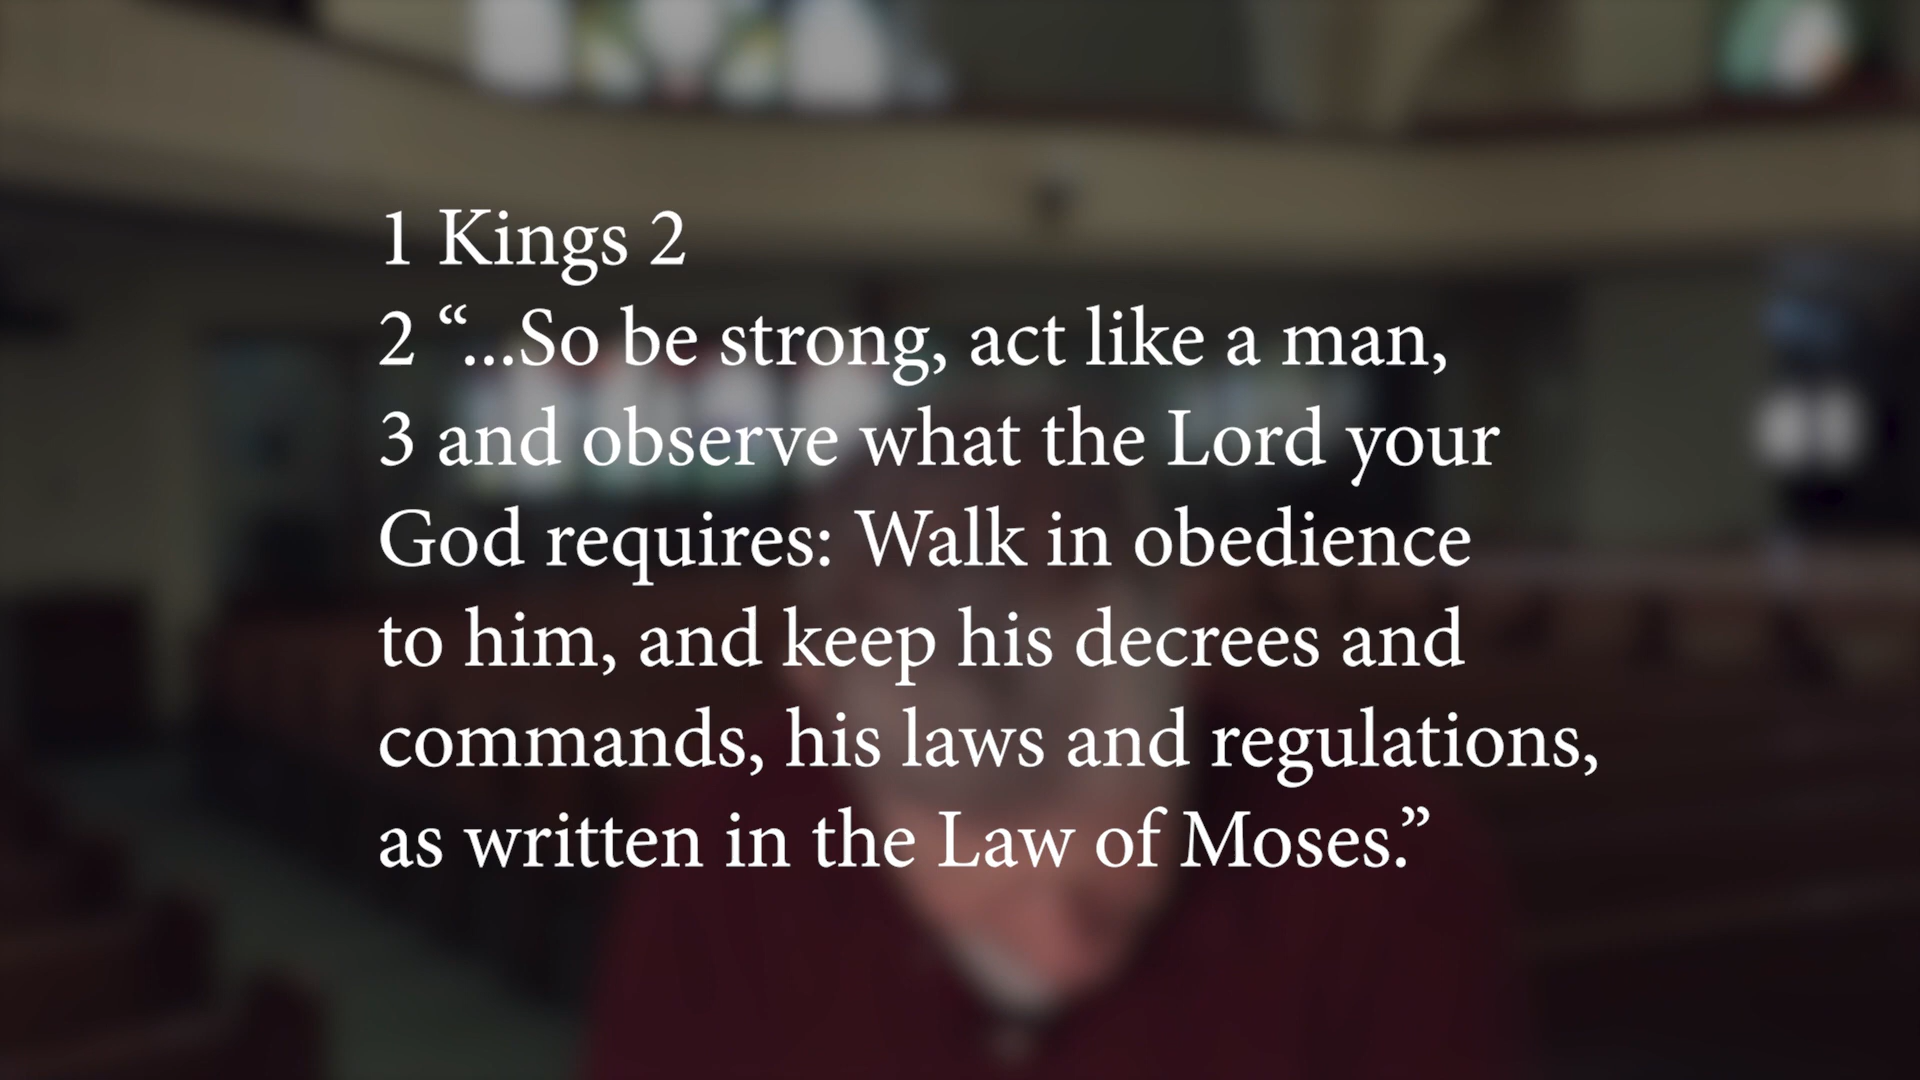 1 Kings 2
2 “...So be strong, act like a man,
3 and observe what the Lord your
God requires: Walk in obedience
to him, and keep his decrees and
commands, his laws and regulations,
as written in the Law of Moses.”